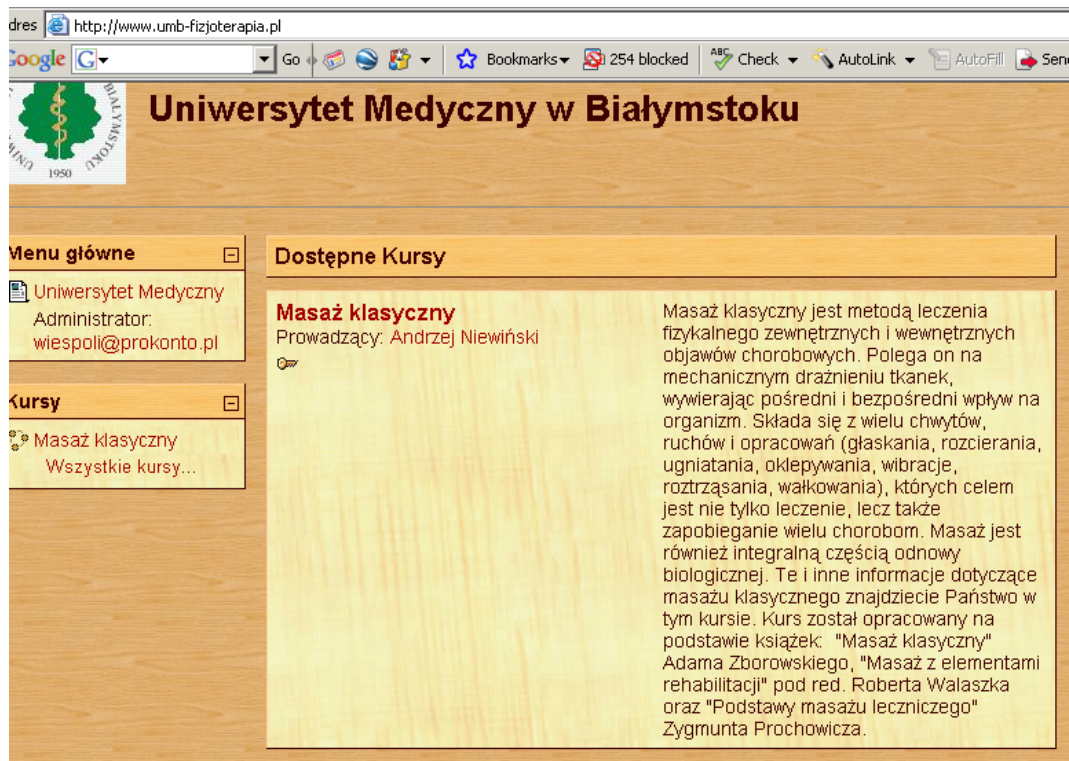 dres http://www.umb-fizjoterapia.pl
Google G Go Bookmarks 254 blocked ABC Check AutoLink AutoFill Sen
BIAŁYMSTOKU
1950
Uniwersytet Medyczny w Białymstoku
Menu główne
Uniwersytet Medyczny
Administrator:
wiespoli@prokonto.pl
Kursy
Masaż klasyczny
Wszystkie kursy...
Dostępne Kursy
Masaż klasyczny
Prowadzący: Andrzej Niewiński
Masaż klasyczny jest metodą leczenia
fizykalnego zewnętrznych i wewnętrznych
objawów chorobowych. Polega on na
mechanicznym drażnieniu tkanek,
wywierając pośredni i bezpośredni wpływ na
organizm. Składa się z wielu chwytów,
ruchów i opracowań (głaskania, rozcierania,
ugniatania, oklepywania, wibracje,
roztrząsania, wałkowania), których celem
jest nie tylko leczenie, lecz także
zapobieganie wielu chorobom. Masaż jest
również integralną częścią odnowy
biologicznej. Te i inne informacje dotyczące
masażu klasycznego znajdziecie Państwo w
tym kursie. Kurs został opracowany na
podstawie książek: "Masaż klasyczny"
Adama Zborowskiego, "Masaż z elementami
rehabilitacji" pod red. Roberta Walaszka
oraz "Podstawy masażu leczniczego"
Zygmunta Prochowicza.